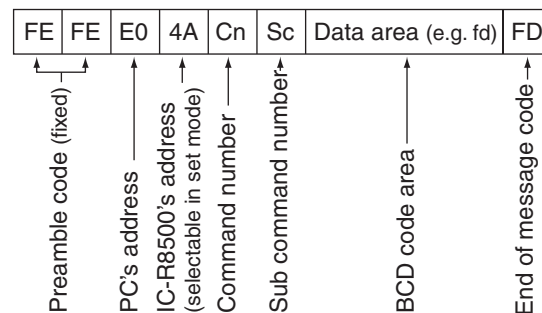 FE FE E0 4A Cn Sc Data area (e.g. fd) FD
Preamble code (fixed)
PC's address
IC-R8500's address
(selectable in set mode)
Command number
Sub command number
BCD code area
End of message code